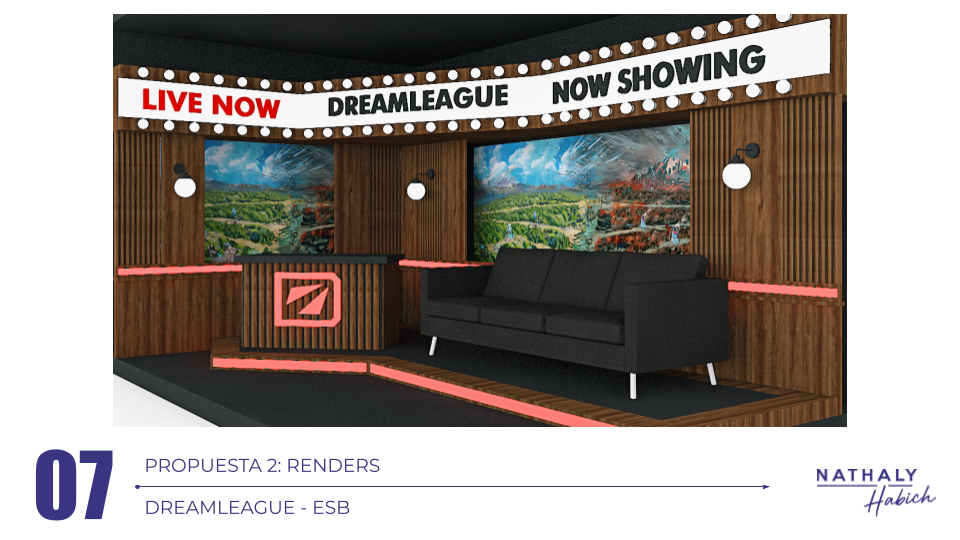 LIVE NOW DREAMLEAGUE NOW SHOWING
07
PROPUESTA 2: RENDERS
DREAMLEAGUE - ESB
NATHALY
Habich